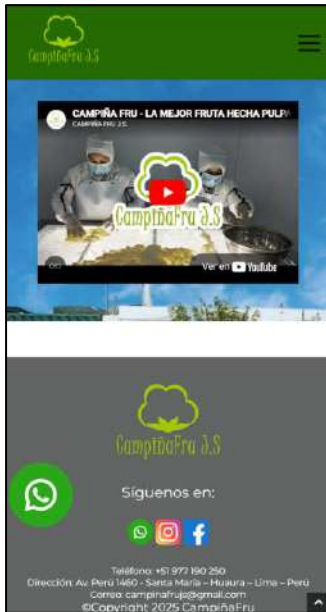 CampiñaFru J.S
CAMPIÑA FRU - LA MEJOR FRUTA HECHA PULPA
CAMPIÑA FRU J.S.
CampiñaFru J.S
Ver en YouTube
CampiñaFru J.S
Síguenos en:
Teléfono: +51 977 190 250
Dirección: Av. Perú 1460 - Santa María – Huaura – Lima – Perú
Correo: campinafrujs@gmail.com
©Copyright 2025 CampiñaFru